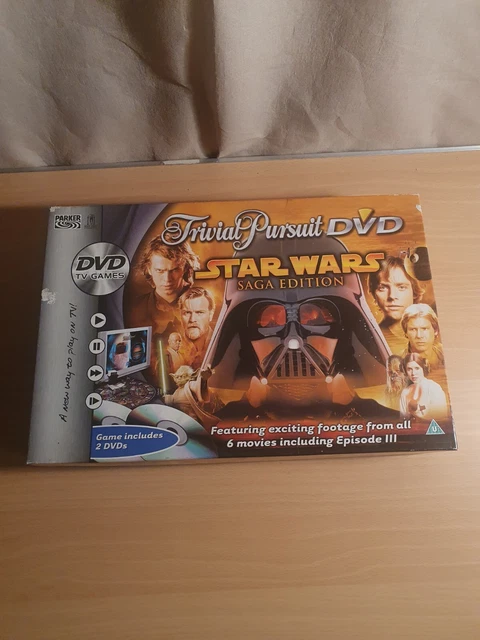 PARKER
Trivial Pursuit DVD
DVD
TV GAMES
STAR WARS
SAGA EDITION
A new way to play on TV!
Game includes
2 DVDs
Featuring exciting footage from all
6 movies including Episode III
U